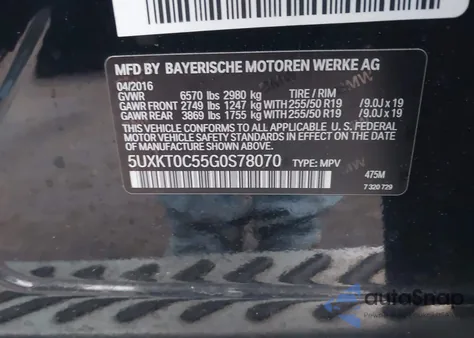 MFD BY BAYERISCHE MOTOREN WERKE AG
04/2016
GVWR 6570 lbs 2980 kg TIRE / RIM
GAWR FRONT 2749 lbs 1247 kg WITH 255/50 R19 /9.0J x 19
GAWR REAR 3869 lbs 1755 kg WITH 255/50 R19 /9.0J x 19
THIS VEHICLE CONFORMS TO ALL APPLICABLE U. S. FEDERAL
MOTOR VEHICLE SAFETY STANDARDS IN EFFECT ON THE DATE
OF MANUFACTURE SHOWN ABOVE.
5UXKT0C55G0S78070 TYPE: MPV
475M
7 320 729
autoSnap